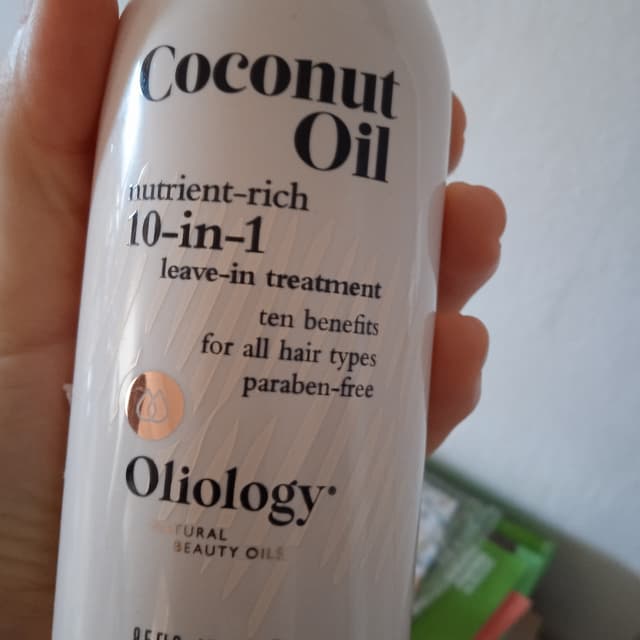 Coconut
Oil
nutrient-rich
10-in-1
leave-in treatment
ten benefits
for all hair types
paraben-free
Oliology
BEAUTY OILS